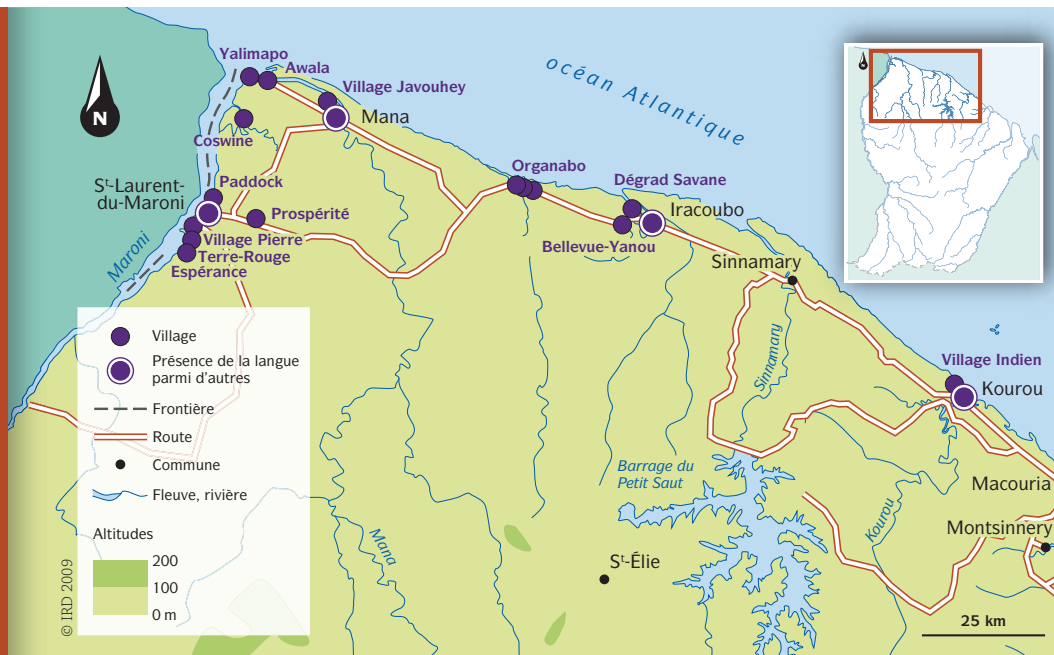 Yalimapo
Awala
Village Javouhey
Mana
Coswine
océan Atlantique
N
Organabo
Dégrad Savane
Iracoubo
Bellevue-Yanou
Sinnamary
Paddock
Sᵗ-Laurent-
du-Maroni
Prospérité
Village Pierre
Terre-Rouge
Espérance
Maroni
Village
Présence de la langue
parmi d'autres
Frontière
Route
Commune
Fleuve, rivière
Altitudes
200
100
0 m
© IRD 2009
Mana
Sinnamary
Barrage du
Petit Saut
Sᵗ-Élie
Village Indien
Kourou
Macouria
Kourou
Montsinnery
25 km